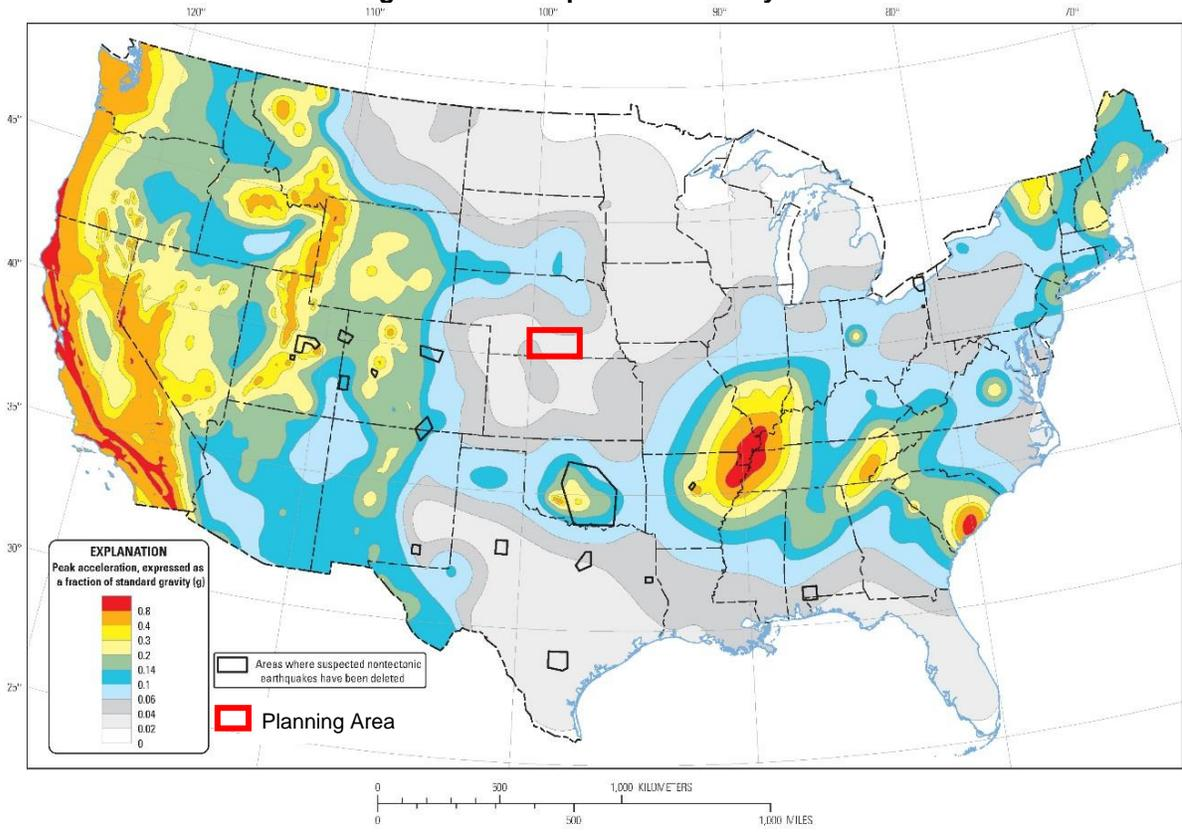 120°
110°
100°
90°
80°
70°
45°
40°
35°
30°
25°
EXPLANATION
Peak acceleration, expressed as
a fraction of standard gravity (g)
0.8
0.4
0.3
0.2
0.14
0.1
0.06
0.04
0.02
0
Areas where suspected nontectonic
earthquakes have been deleted
Planning Area
0 500 1,000 KILOMETERS
0 500 1,000 MILES